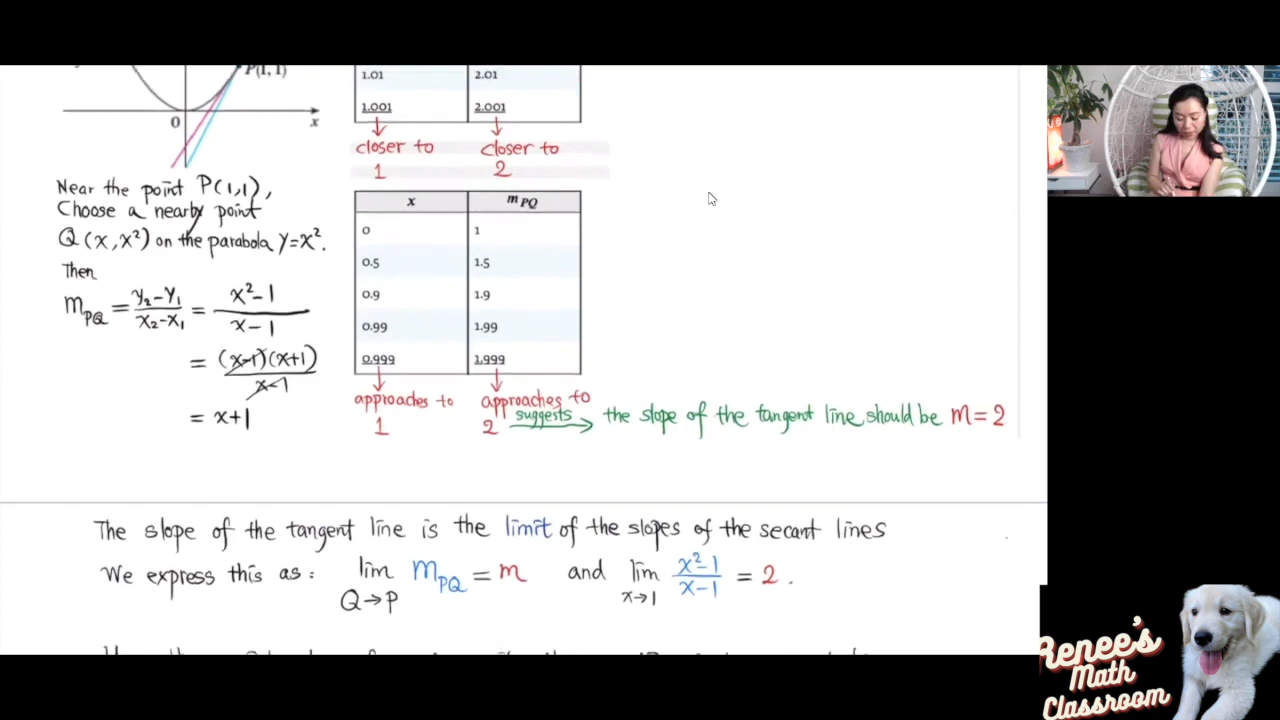 P(1, 1)
0
x
1.01 2.01
1.001 2.001
closer to closer to
1 2
Near the point P(1,1),
Choose a nearby point
Q(x, x²) on the parabola y=x².
Then
m_PQ = (y₂-y₁)/(x₂-x₁) = (x²-1)/(x-1)
= (x-1)(x+1)/(x-1)
= x+1
x m_PQ
0 1
0.5 1.5
0.9 1.9
0.99 1.99
0.999 1.999
approaches to approaches to
1 2 suggests → the slope of the tangent line should be m=2
The slope of the tangent line is the limit of the slopes of the secant lines
We express this as: lim Q→P m_PQ = m and lim x→1 (x²-1)/(x-1) = 2.
Renee's
Math
Classroom